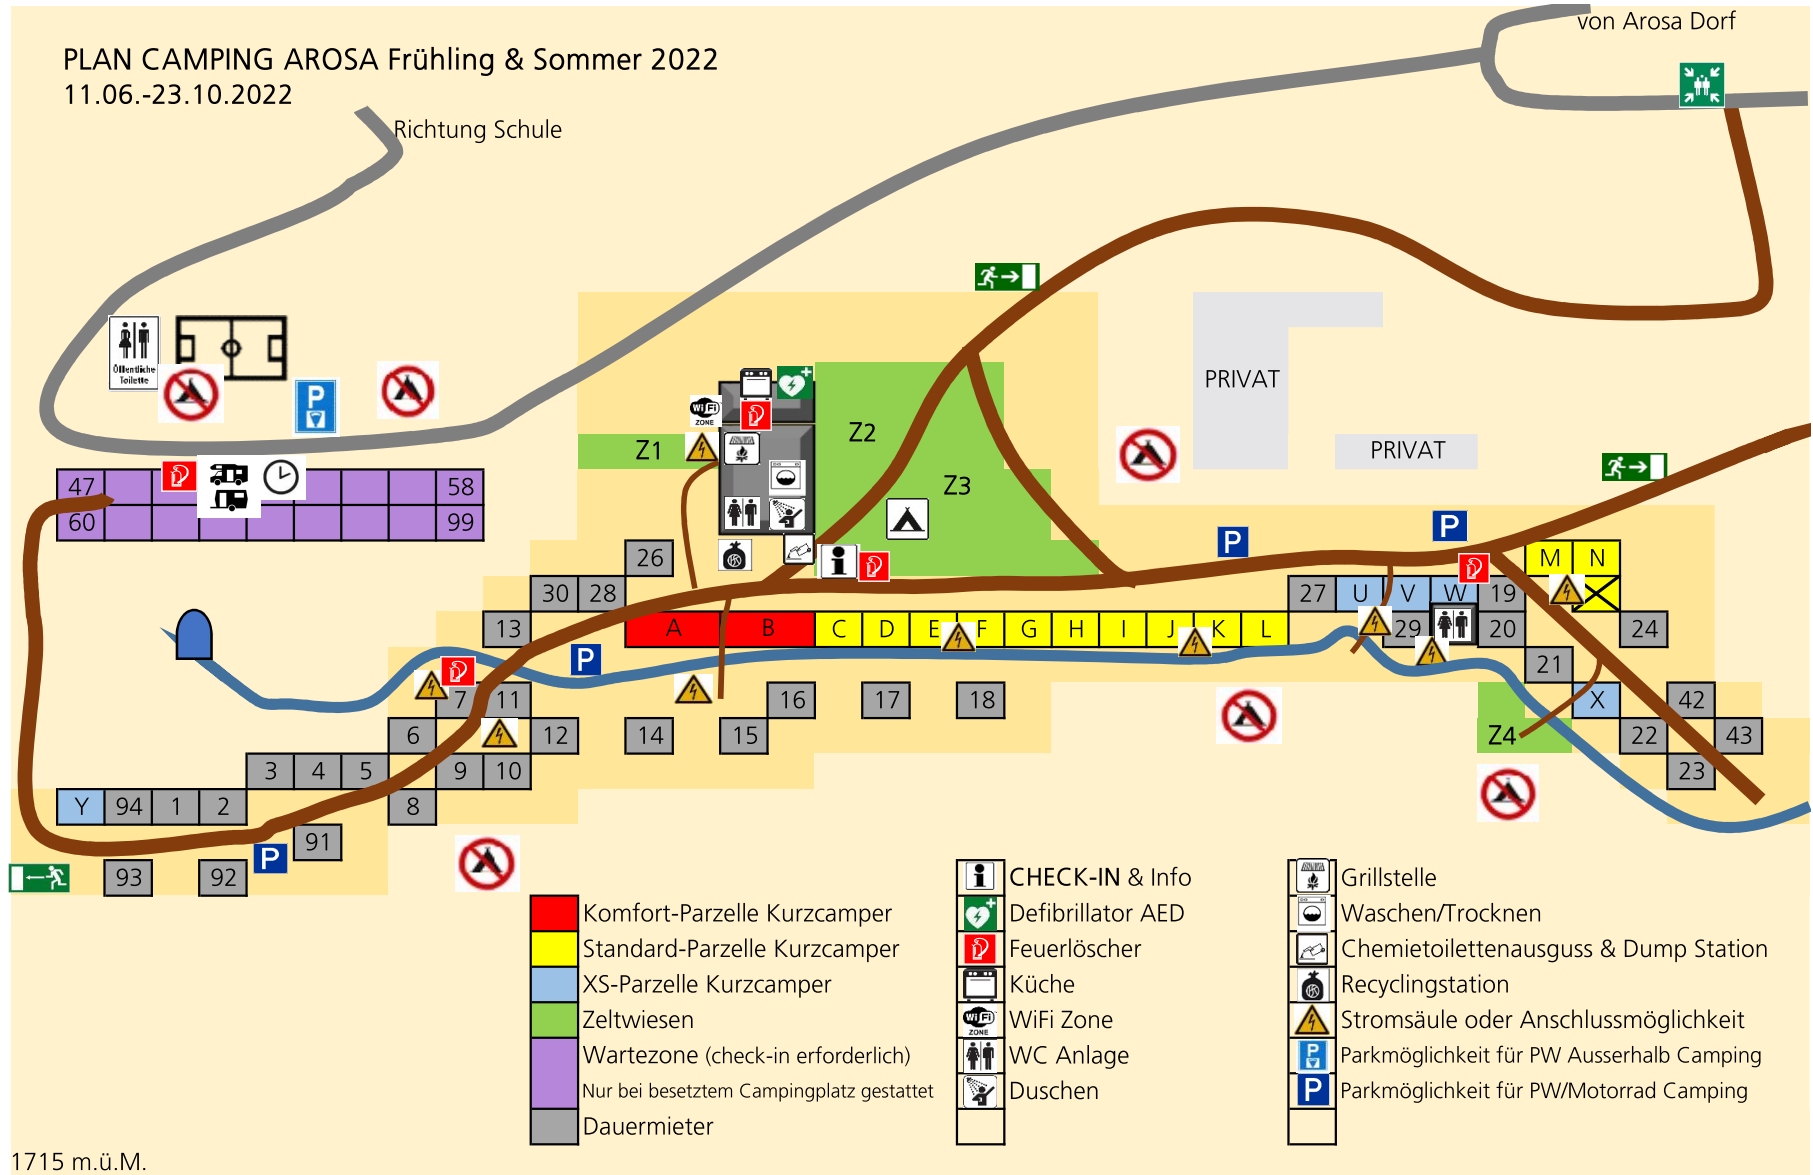 von Arosa Dorf
PLAN CAMPING AROSA Frühling & Sommer 2022
11.06.-23.10.2022
Richtung Schule
Öffentliche
Toilette
P
PRIVAT
PRIVAT
WiFi
ZONE
Z1
Z2
Z3
47
58
60
99
P
P
i
26
30
28
13
M
N
27
U
V
W
19
A
B
C
D
E
F
G
H
I
J
K
L
29
20
24
P
21
7
11
16
17
18
X
42
6
12
14
15
Z4
22
43
3
4
5
9
10
23
Y
94
1
2
8
91
P
93
92
Komfort-Parzelle Kurzcamper
Standard-Parzelle Kurzcamper
XS-Parzelle Kurzcamper
Zeltwiesen
Wartezone (check-in erforderlich)
Nur bei besetztem Campingplatz gestattet
Dauermieter
i CHECK-IN & Info
Defibrillator AED
Feuerlöscher
Küche
WiFi ZONE WiFi Zone
WC Anlage
Duschen
Grillstelle
Waschen/Trocknen
Chemietoilettenausguss & Dump Station
Recyclingstation
Stromsäule oder Anschlussmöglichkeit
P Parkmöglichkeit für PW Ausserhalb Camping
P Parkmöglichkeit für PW/Motorrad Camping
1715 m.ü.M.